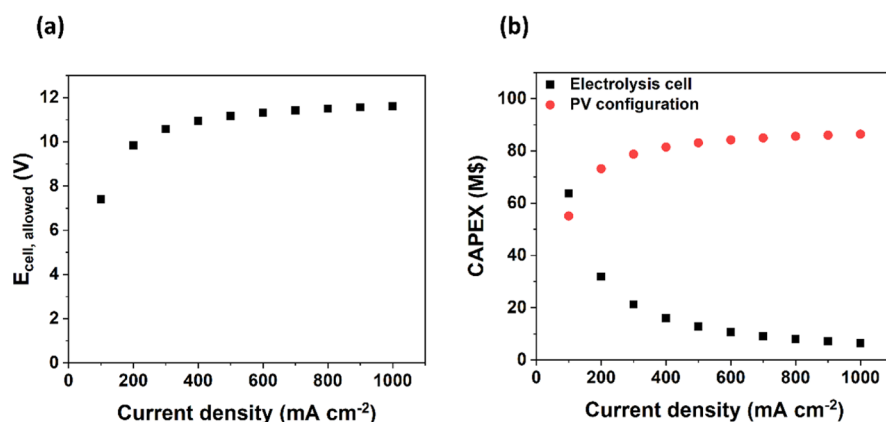 (a)
E cell, allowed (V)
12
10
8
6
4
2
0
0 200 400 600 800 1000
Current density (mA cm⁻²)
(b)
Electrolysis cell
PV configuration
CAPEX (M$)
100
80
60
40
20
0
0 200 400 600 800 1000
Current density (mA cm⁻²)